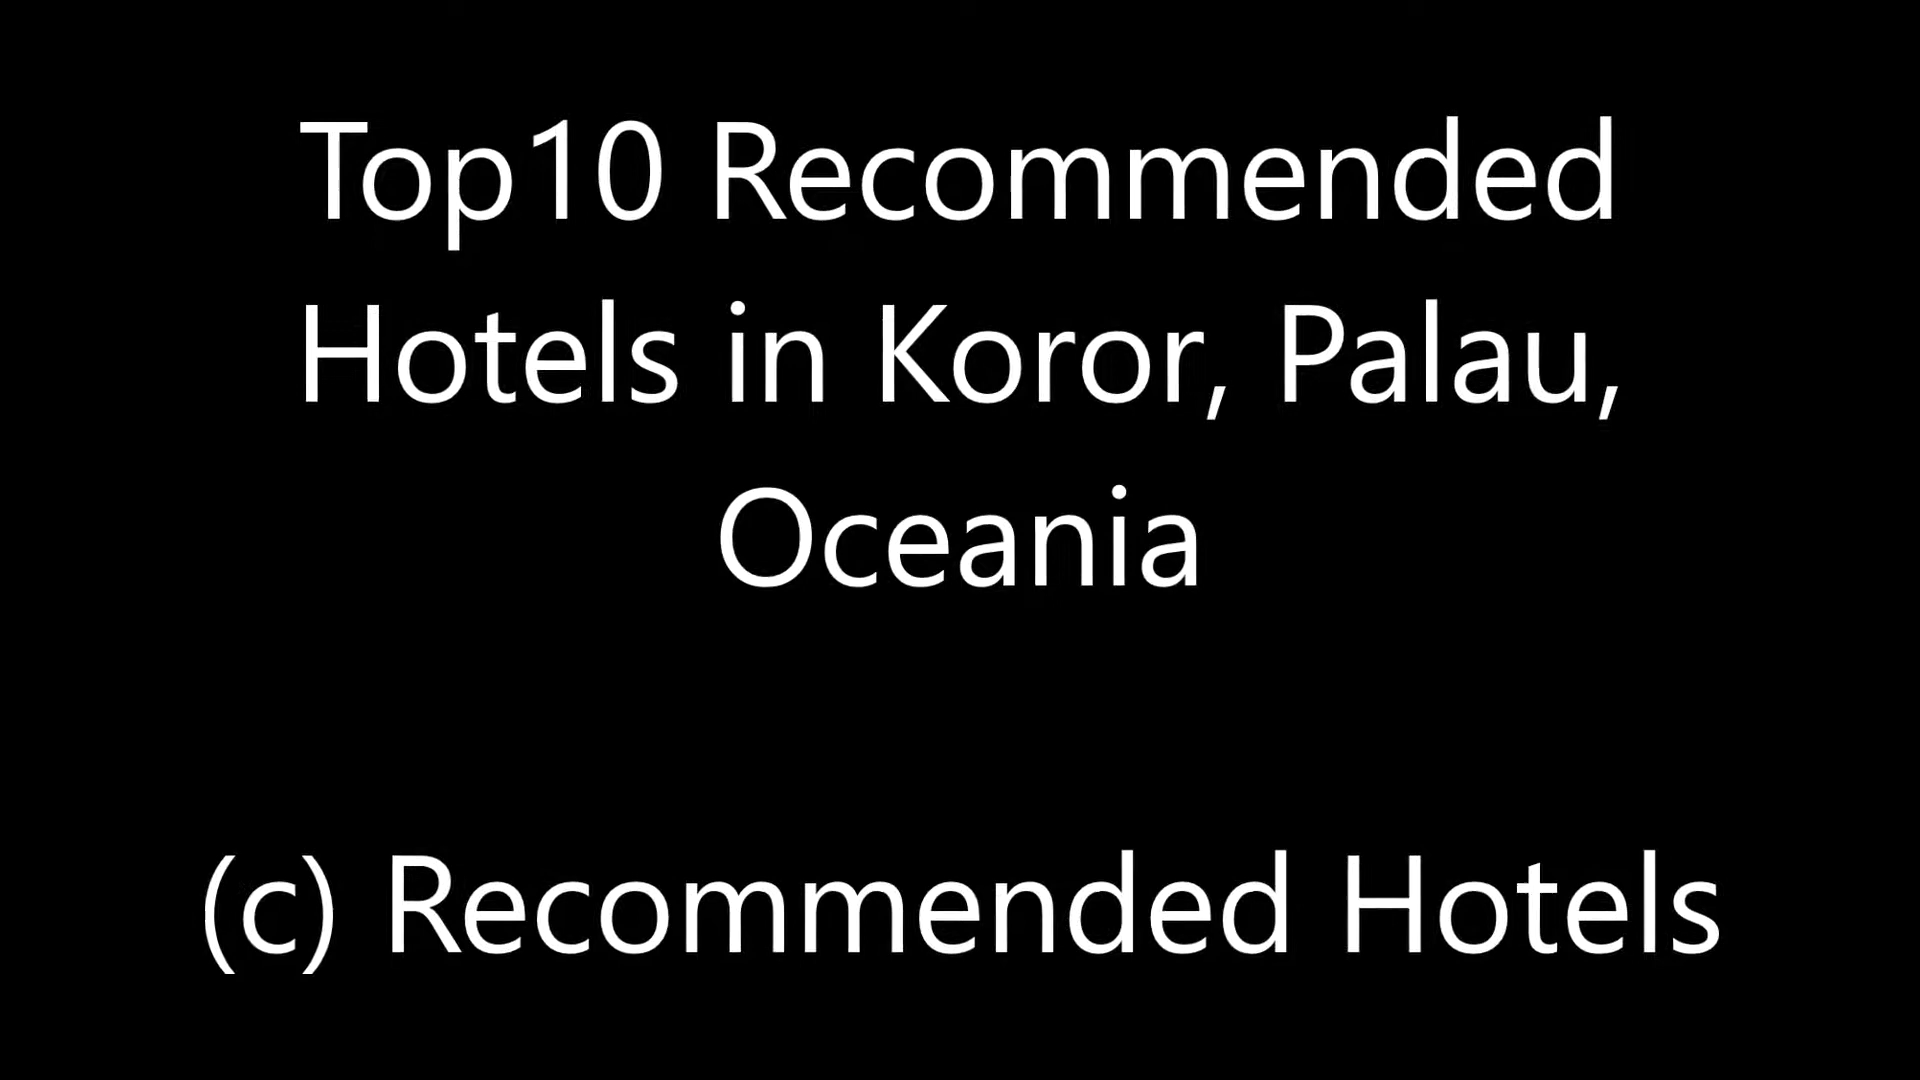 Top10 Recommended
Hotels in Koror, Palau,
Oceania
(c) Recommended Hotels